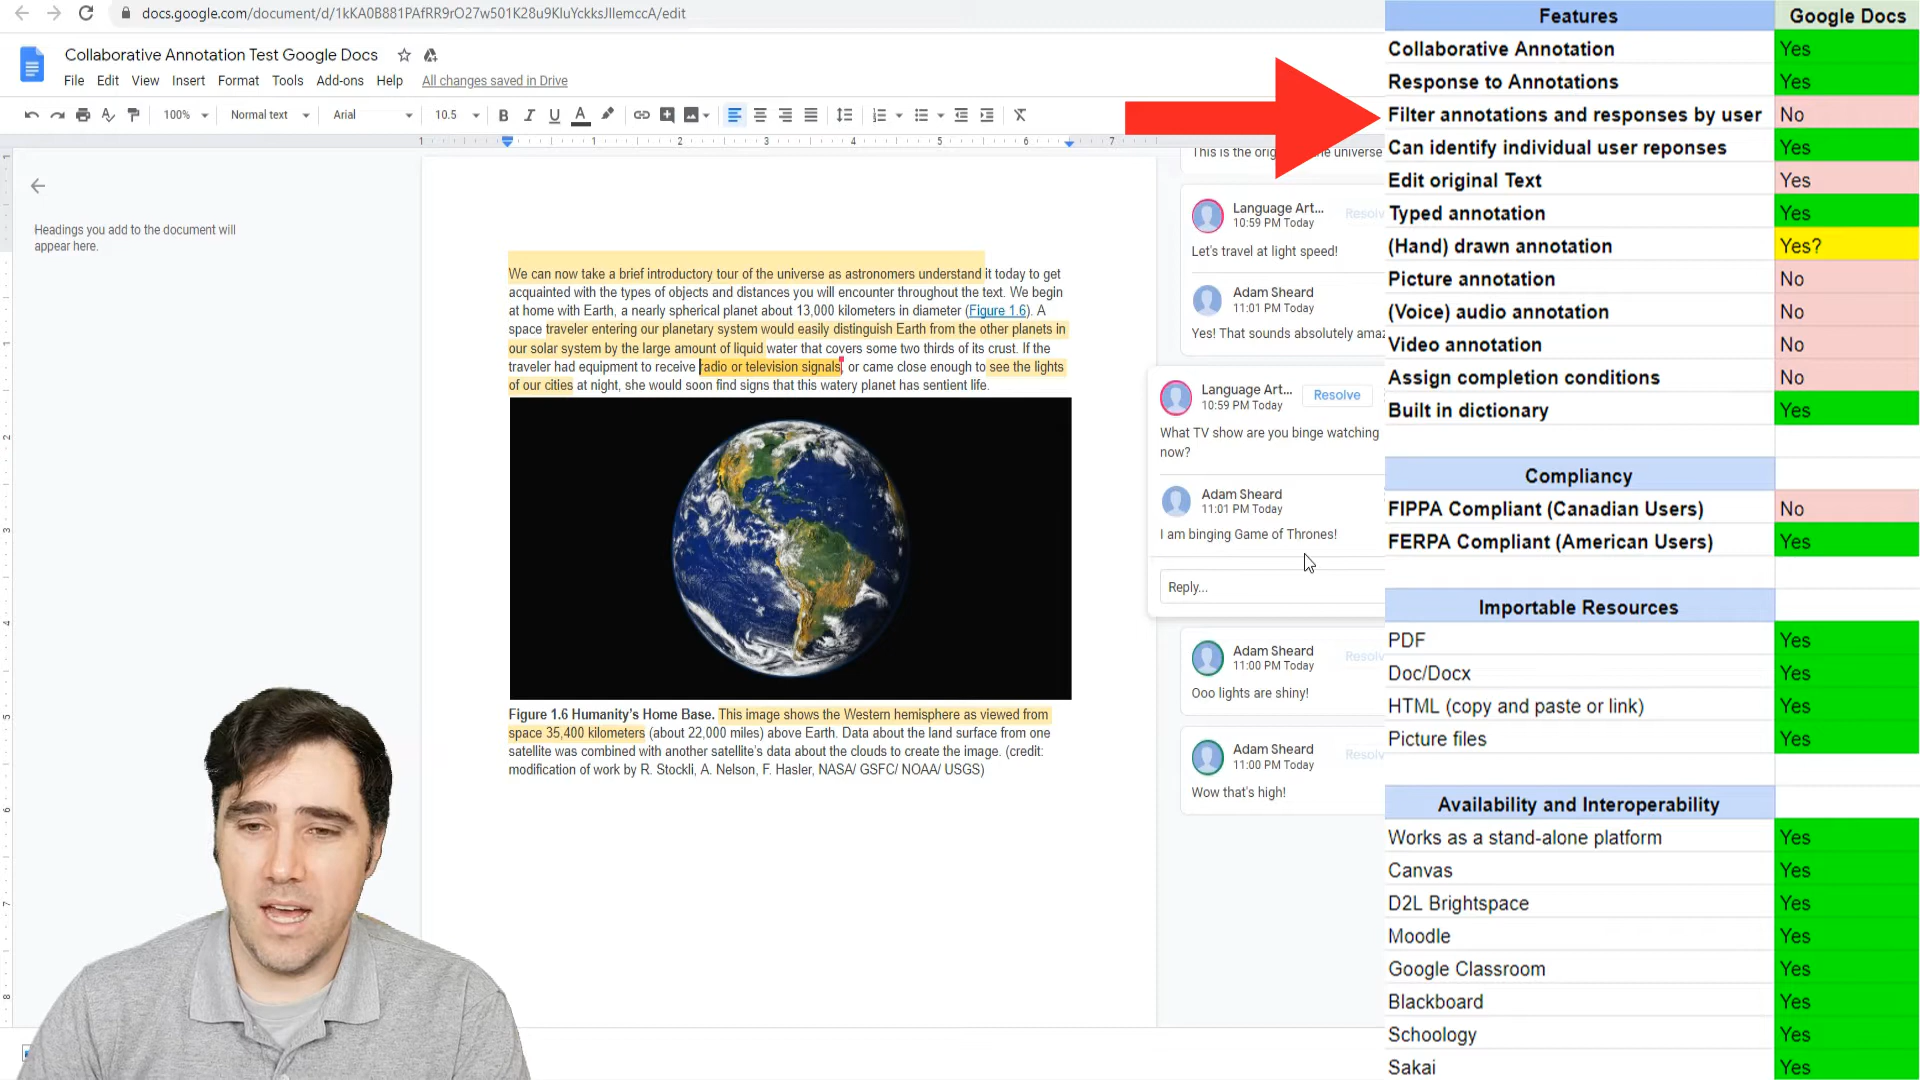 docs.google.com/document/d/1kKA0B881PAfRR9rO27w501K28u9KIuYckksJIlemccA/edit
Collaborative Annotation Test Google Docs
File Edit View Insert Format Tools Add-ons Help All changes saved in Drive
100% Normal text Arial 10.5
1 1 2 3 4 5 6 7
Headings you add to the document will
appear here.
We can now take a brief introductory tour of the universe as astronomers understand it today to get
acquainted with the types of objects and distances you will encounter throughout the text. We begin
at home with Earth, a nearly spherical planet about 13,000 kilometers in diameter (Figure 1.6). A
space traveler entering our planetary system would easily distinguish Earth from the other planets in
our solar system by the large amount of liquid water that covers some two thirds of its crust. If the
traveler had equipment to receive radio or television signals, or came close enough to see the lights
of our cities at night, she would soon find signs that this watery planet has sentient life.
Figure 1.6 Humanity's Home Base. This image shows the Western hemisphere as viewed from
space 35,400 kilometers (about 22,000 miles) above Earth. Data about the land surface from one
satellite was combined with another satellite's data about the clouds to create the image. (credit:
modification of work by R. Stockli, A. Nelson, F. Hasler, NASA/ GSFC/ NOAA/ USGS)
This is the universe
Language Art...
Resolv
10:59 PM Today
Let's travel at light speed!
Adam Sheard
11:01 PM Today
Yes! That sounds absolutely amaz
Language Art...
Resolve
10:59 PM Today
What TV show are you binge watching
now?
Adam Sheard
11:01 PM Today
I am binging Game of Thrones!
Reply...
Adam Sheard
Resolv
11:00 PM Today
Ooo lights are shiny!
Adam Sheard
Resolv
11:00 PM Today
Wow that's high!
Features Google Docs
Collaborative Annotation Yes
Response to Annotations Yes
Filter annotations and responses by user No
Can identify individual user reponses Yes
Edit original Text Yes
Typed annotation Yes
(Hand) drawn annotation Yes?
Picture annotation No
(Voice) audio annotation No
Video annotation No
Assign completion conditions No
Built in dictionary Yes
Compliancy
FIPPA Compliant (Canadian Users) No
FERPA Compliant (American Users) Yes
Importable Resources
PDF Yes
Doc/Docx Yes
HTML (copy and paste or link) Yes
Picture files Yes
Availability and Interoperability
Works as a stand-alone platform Yes
Canvas Yes
D2L Brightspace Yes
Moodle Yes
Google Classroom Yes
Blackboard Yes
Schoology Yes
Sakai Yes